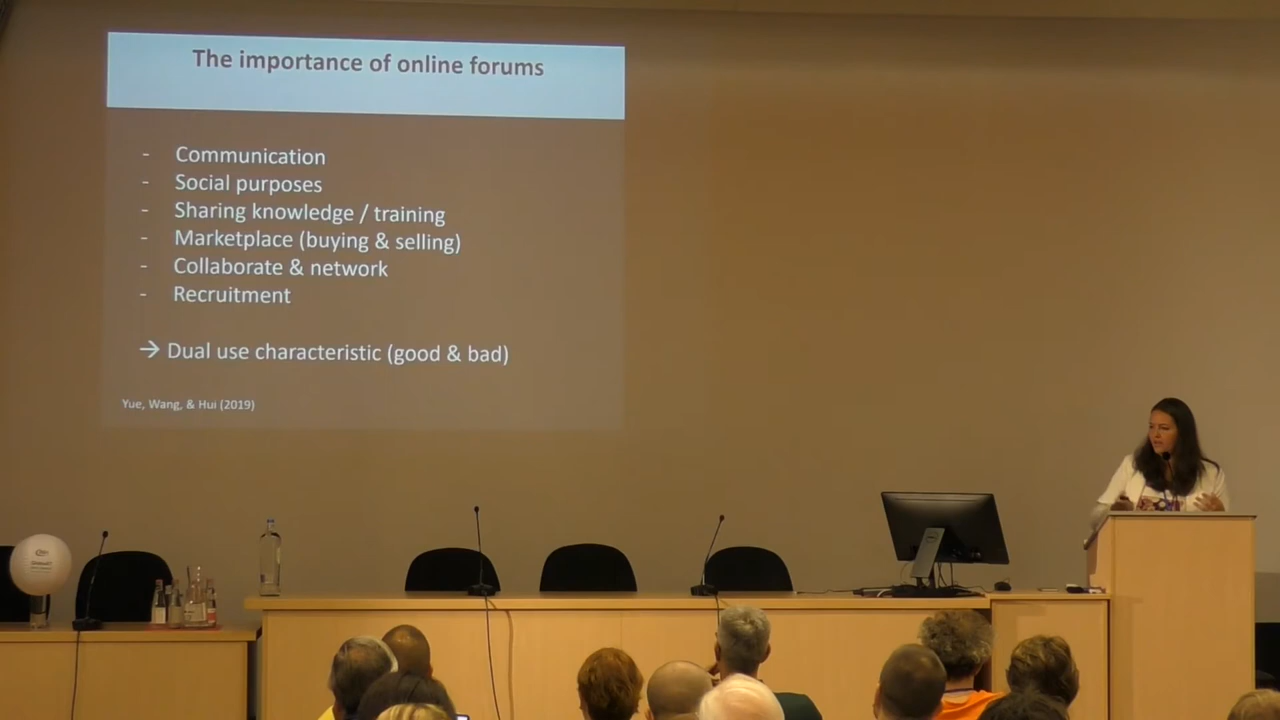 The importance of online forums
- Communication
- Social purposes
- Sharing knowledge / training
- Marketplace (buying & selling)
- Collaborate & network
- Recruitment
→ Dual use characteristic (good & bad)
Yue, Wang, & Hui (2019)